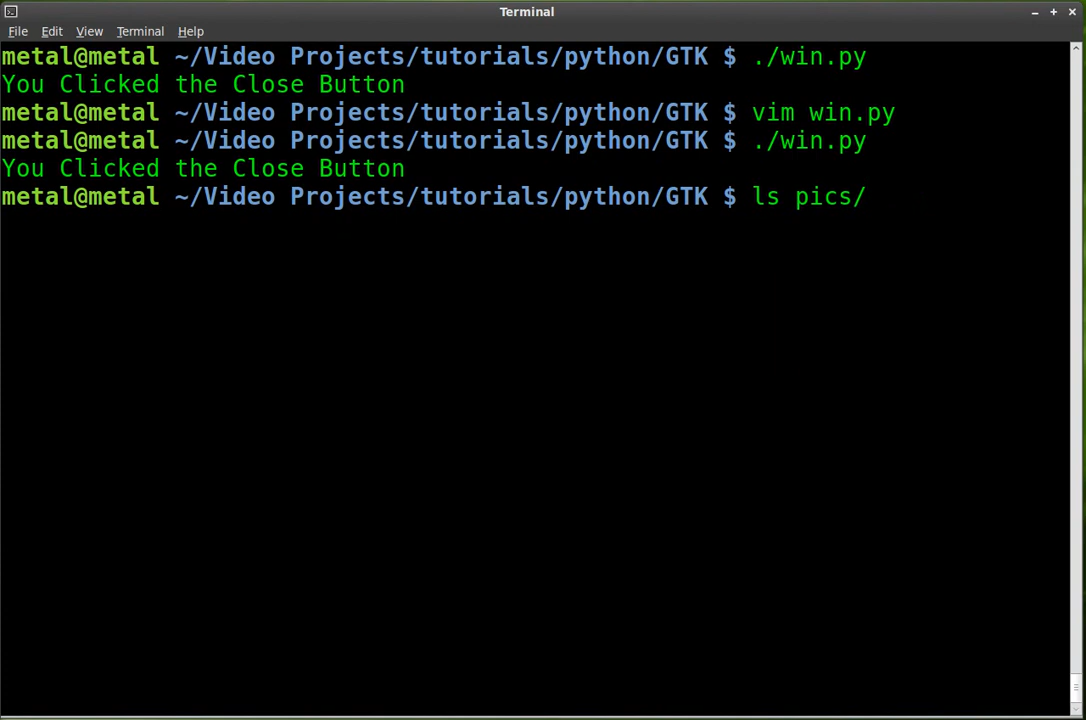 Terminal
File Edit View Terminal Help
metal@metal ~/Video Projects/tutorials/python/GTK $ ./win.py
You Clicked the Close Button
metal@metal ~/Video Projects/tutorials/python/GTK $ vim win.py
metal@metal ~/Video Projects/tutorials/python/GTK $ ./win.py
You Clicked the Close Button
metal@metal ~/Video Projects/tutorials/python/GTK $ ls pics/